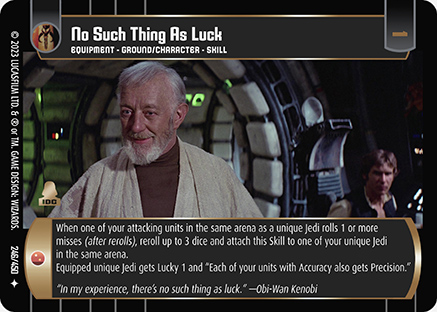 No Such Thing As Luck
EQUIPMENT - GROUND/CHARACTER - SKILL
© 2023 LUCASFILM LTD. & ® or TM. GAME DESIGN: WIZARDS.
246/450
When one of your attacking units in the same arena as a unique Jedi rolls 1 or more
misses (after rerolls), reroll up to 3 dice and attach this Skill to one of your unique Jedi
in the same arena.
Equipped unique Jedi gets Lucky 1 and “Each of your units with Accuracy also gets Precision.”
“In my experience, there’s no such thing as luck.” —Obi-Wan Kenobi